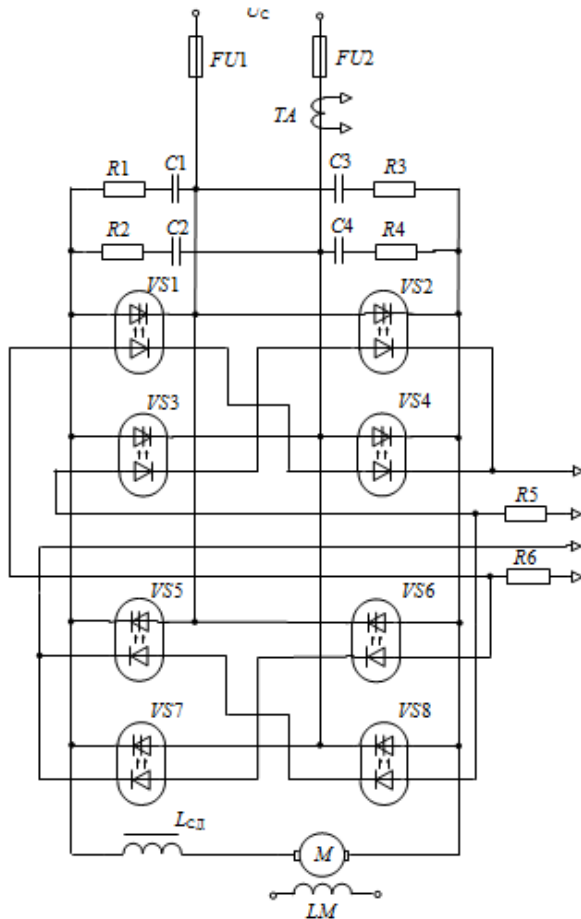 FU1 FU2
TA
R1 C1 C3 R3
R2 C2 C4 R4
VS1 VS2
VS3 VS4
R5
R6
VS5 VS6
VS7 VS8
LСД M
LM